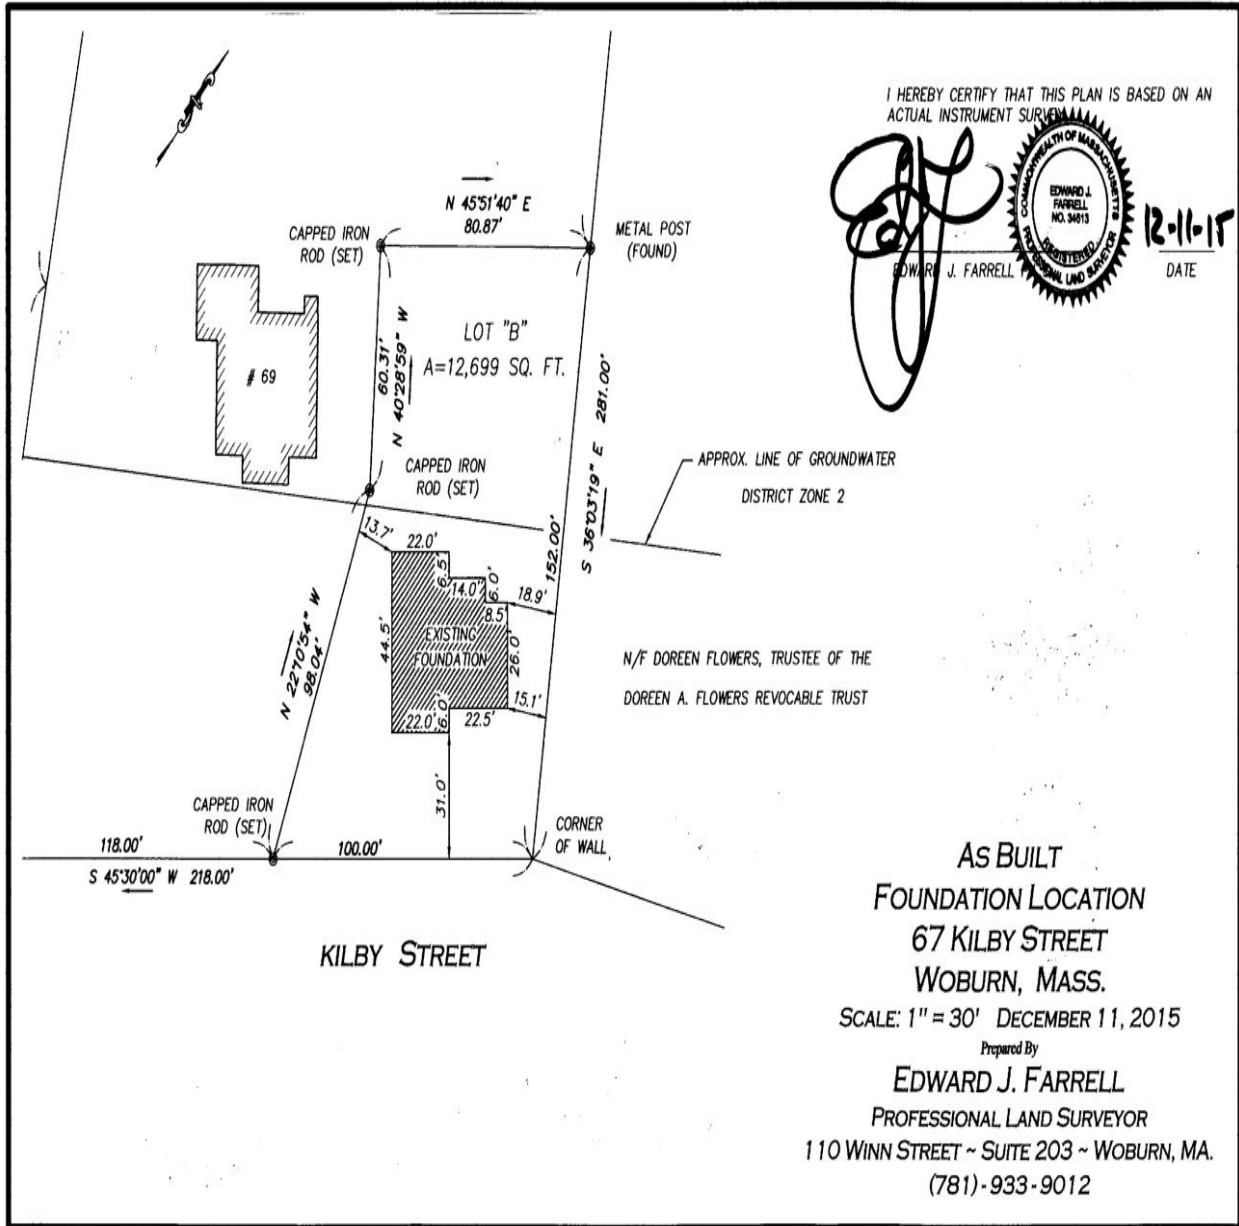 I HEREBY CERTIFY THAT THIS PLAN IS BASED ON AN
ACTUAL INSTRUMENT SURVEY
COMMONWEALTH OF MASSACHUSETTS
EDWARD J.
FARRELL
NO. 34613
REGISTERED
PROFESSIONAL LAND SURVEYOR
12-11-15
EDWARD J. FARRELL
DATE
N 45°51'40" E
80.87'
CAPPED IRON
ROD (SET)
METAL POST
(FOUND)
LOT "B"
A=12,699 SQ. FT.
# 69
60.31'
N 40°28'59" W
S 36°03'19" E 281.00'
152.00'
CAPPED IRON
ROD (SET)
APPROX. LINE OF GROUNDWATER
DISTRICT ZONE 2
13.7'
22.0'
6.5'
14.0'
6.0'
18.9'
8.5'
44.5'
EXISTING
FOUNDATION
26.0'
N 22°10'54" W
98.04'
N/F DOREEN FLOWERS, TRUSTEE OF THE
DOREEN A. FLOWERS REVOCABLE TRUST
22.0'
6.0'
22.5'
15.1'
31.0'
CAPPED IRON
ROD (SET)
CORNER
OF WALL
118.00'
100.00'
S 45°30'00" W 218.00'
KILBY STREET
AS BUILT
FOUNDATION LOCATION
67 KILBY STREET
WOBURN, MASS.
SCALE: 1" = 30' DECEMBER 11, 2015
Prepared By
EDWARD J. FARRELL
PROFESSIONAL LAND SURVEYOR
110 WINN STREET ~ SUITE 203 ~ WOBURN, MA.
(781)-933-9012